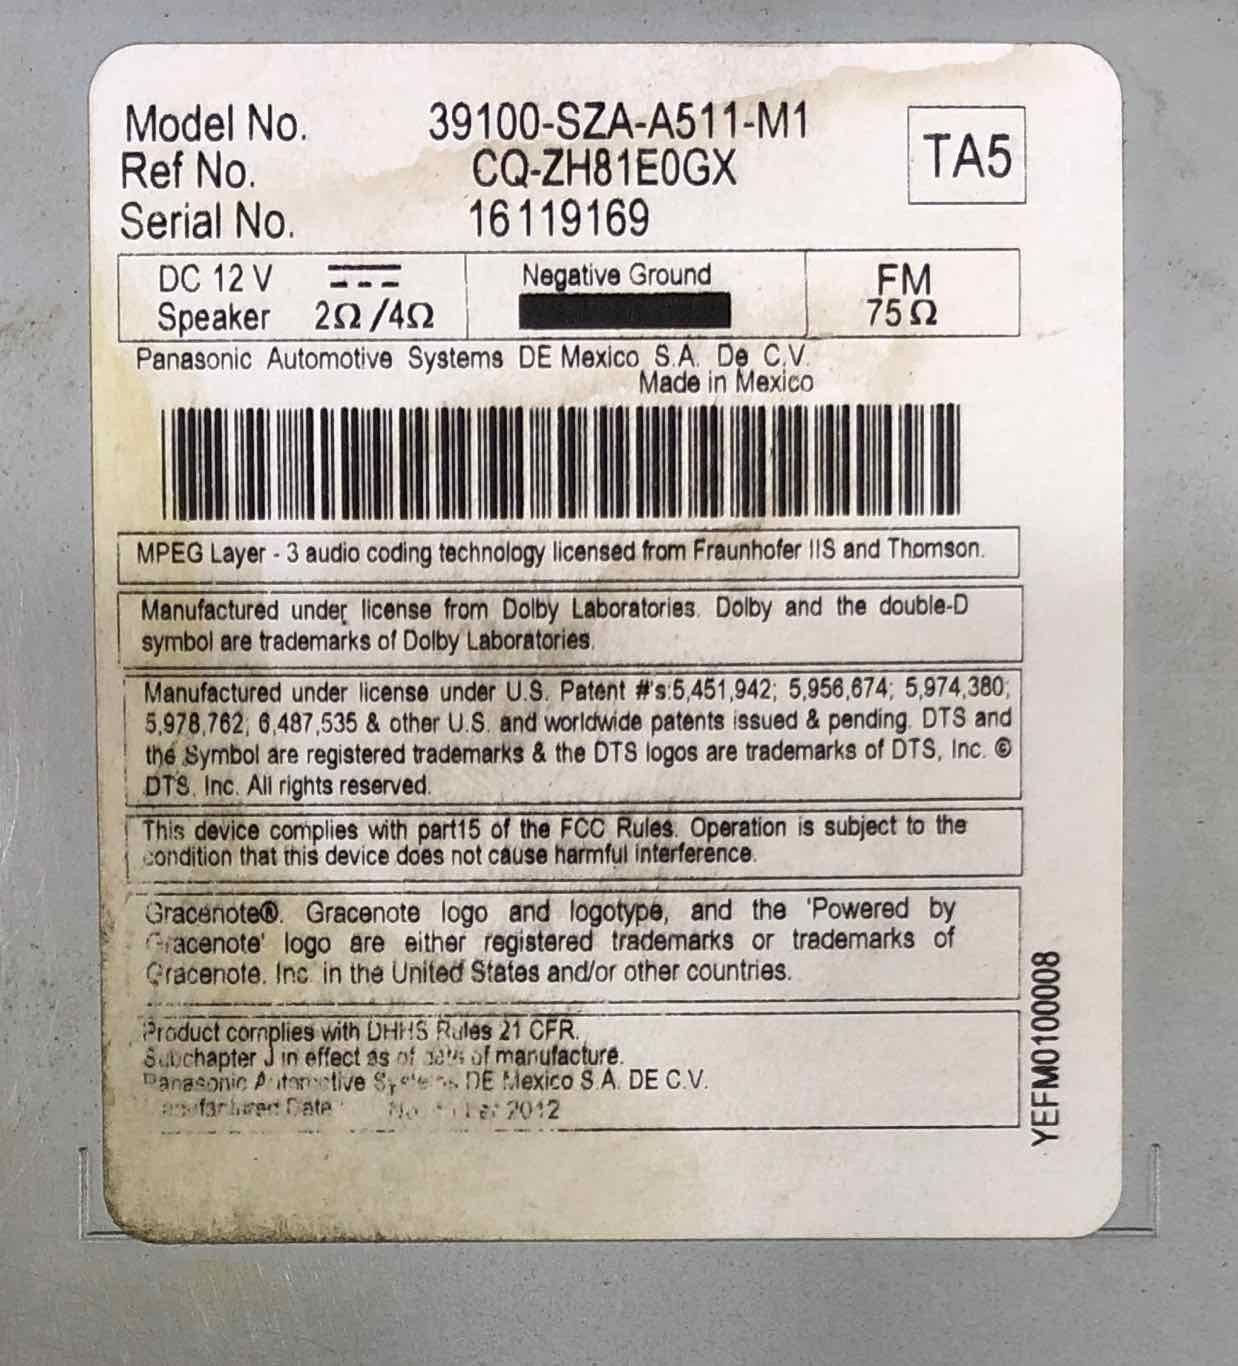 Model No. 39100-SZA-A511-M1
Ref No. CQ-ZH81E0GX
Serial No. 16119169
TA5
DC 12 V
Speaker 2Ω/4Ω
Negative Ground
FM
75Ω
Panasonic Automotive Systems DE Mexico S.A. De C.V.
Made in Mexico
MPEG Layer - 3 audio coding technology licensed from Fraunhofer IIS and Thomson.
Manufactured under license from Dolby Laboratories. Dolby and the double-D
symbol are trademarks of Dolby Laboratories.
Manufactured under license under U.S. Patent #'s:5,451,942; 5,956,674; 5,974,380;
5,978,762; 6,487,535 & other U.S. and worldwide patents issued & pending. DTS and
the Symbol are registered trademarks & the DTS logos are trademarks of DTS, Inc. ©
DTS, Inc. All rights reserved.
This device complies with part15 of the FCC Rules. Operation is subject to the
condition that this device does not cause harmful interference.
Gracenote®. Gracenote logo and logotype, and the 'Powered by
Gracenote' logo are either registered trademarks or trademarks of
Gracenote, Inc. in the United States and/or other countries.
Product complies with DHHS Rules 21 CFR.
Subchapter J in effect as of date of manufacture.
Panasonic Automotive Systems DE Mexico S.A. DE C.V.
Manufactured Date : 2012
YEFM0100008